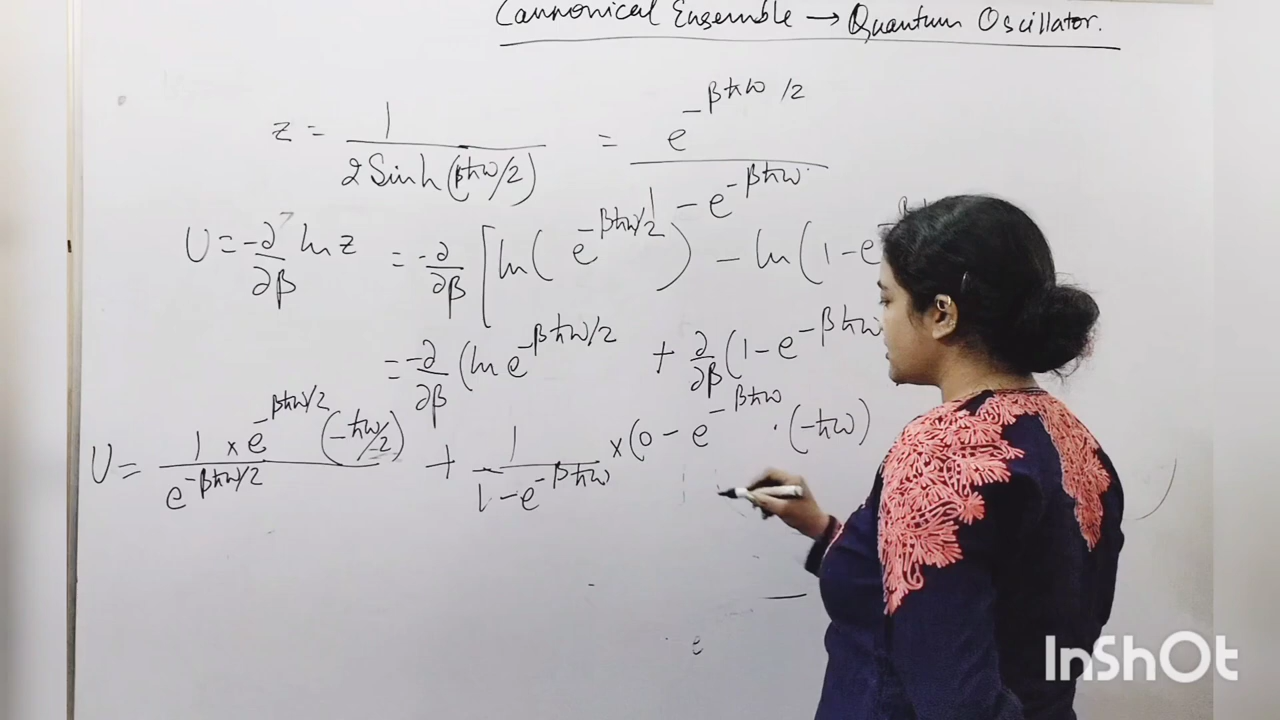 Cannonical Ensemble → Quantum Oscillator.
z = 1 / 2 Sinh (βħω/2) = e^-βħω/2 / 1 - e^-βħω
U = -∂/∂β ln z = -∂/∂β [ ln( e^-βħω/2 ) - ln( 1 - e
= -∂/∂β (ln e^-βħω/2 + ∂/∂β (1 - e^-βħω
U = 1 × e^-βħω/2 (-ħω/2) / e^-βħω/2 + 1 / 1 - e^-βħω × (0 - e^-βħω · (-ħω)
e
InShOt